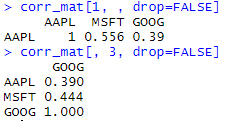 > corr_mat[1, , drop=FALSE]
AAPL MSFT GOOG
AAPL 1 0.556 0.39
> corr_mat[, 3, drop=FALSE]
GOOG
AAPL 0.390
MSFT 0.444
GOOG 1.000